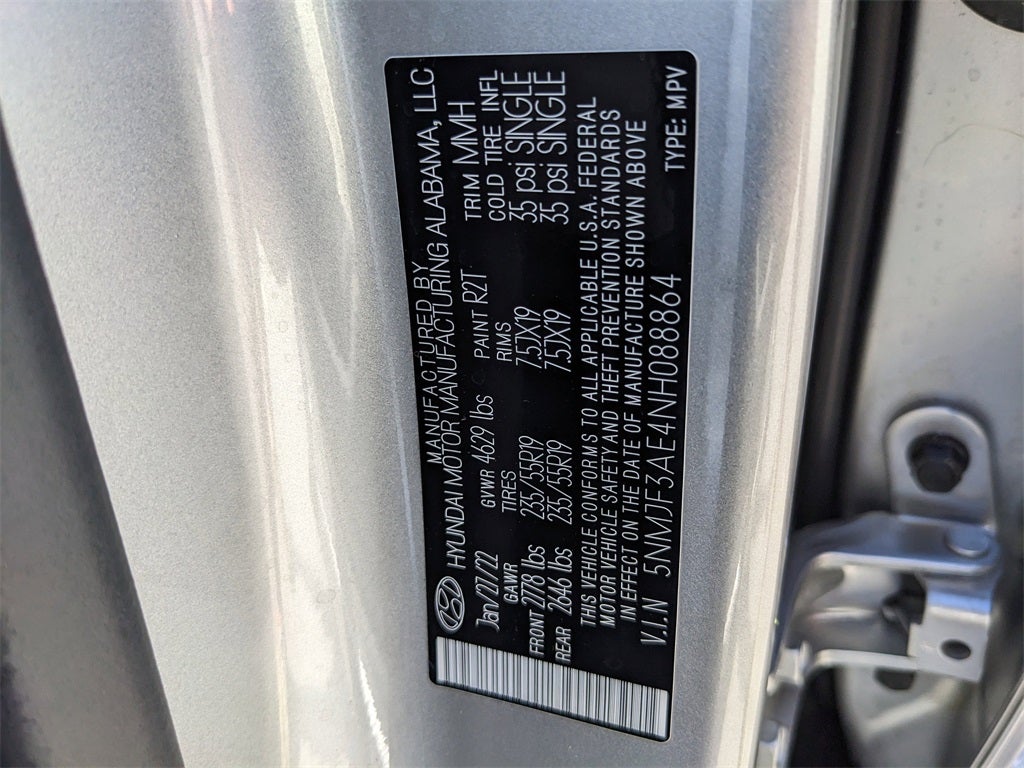 MANUFACTURED BY
HYUNDAI MOTOR MANUFACTURING ALABAMA, LLC
Jan/27/22 GVWR 4629 lbs PAINT R2T TRIM MMH
GAWR TIRES RIMS COLD TIRE INFL
FRONT 2778 lbs 235/55R19 7.5JX19 35 psi SINGLE
REAR 2646 lbs 235/55R19 7.5JX19 35 psi SINGLE
THIS VEHICLE CONFORMS TO ALL APPLICABLE U.S.A. FEDERAL
MOTOR VEHICLE SAFETY AND THEFT PREVENTION STANDARDS
IN EFFECT ON THE DATE OF MANUFACTURE SHOWN ABOVE
V.I.N 5NMJF3AE4NH088864 TYPE: MPV